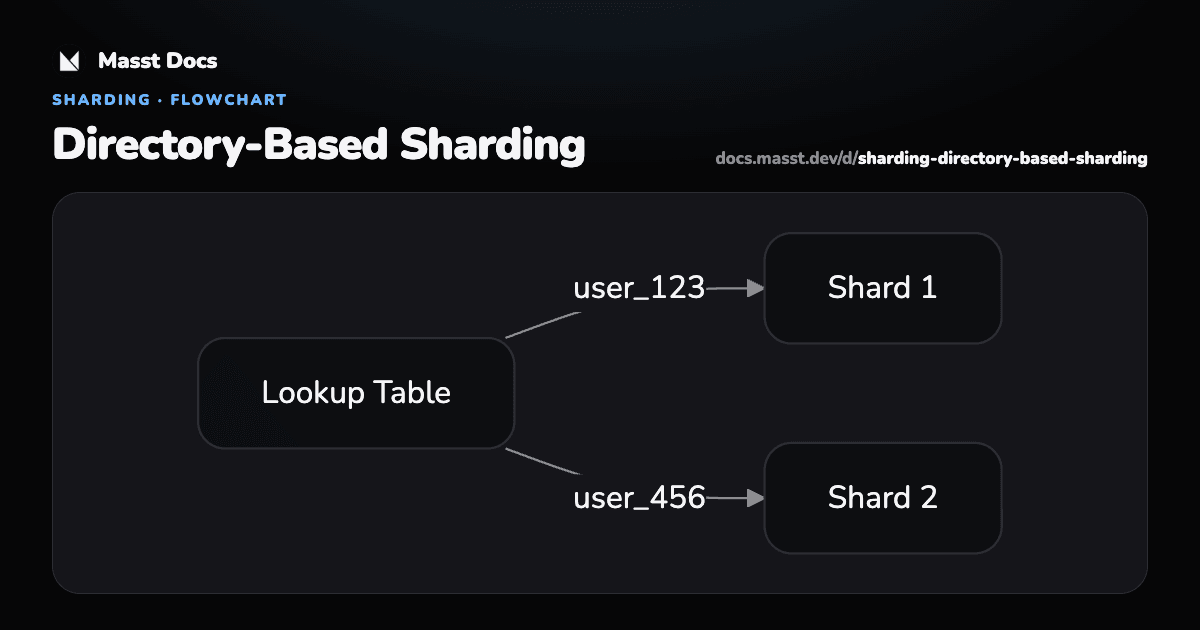 Masst Docs
SHARDING · FLOWCHART
Directory-Based Sharding
docs.masst.dev/d/sharding-directory-based-sharding
user_123
Shard 1
Lookup Table
user_456
Shard 2